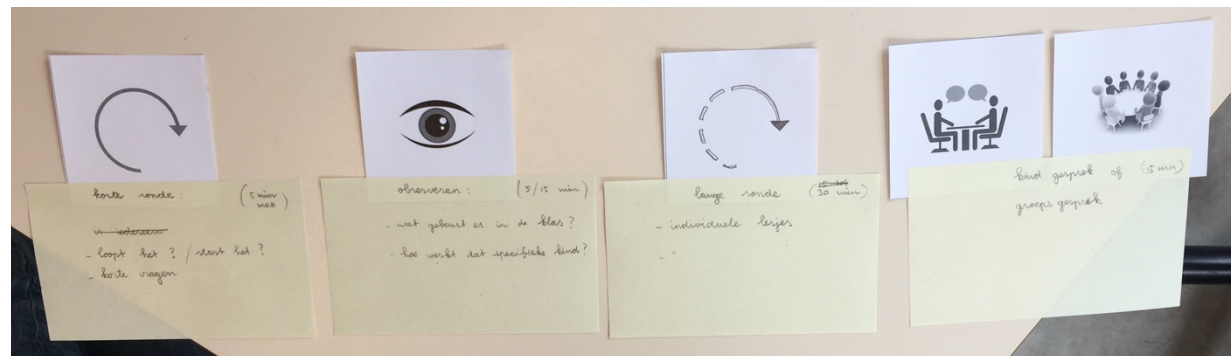 korte ronde: (5 min max)
- loopt het ? / start het ?
- korte vragen
observeren: (5/15 min)
- wat gebeurt er in de klas?
- hoe werkt dat specifieke kind?
lange ronde (30 min)
- individuele lesjes
- "
kind gesprek of (15 min)
groepsgesprek